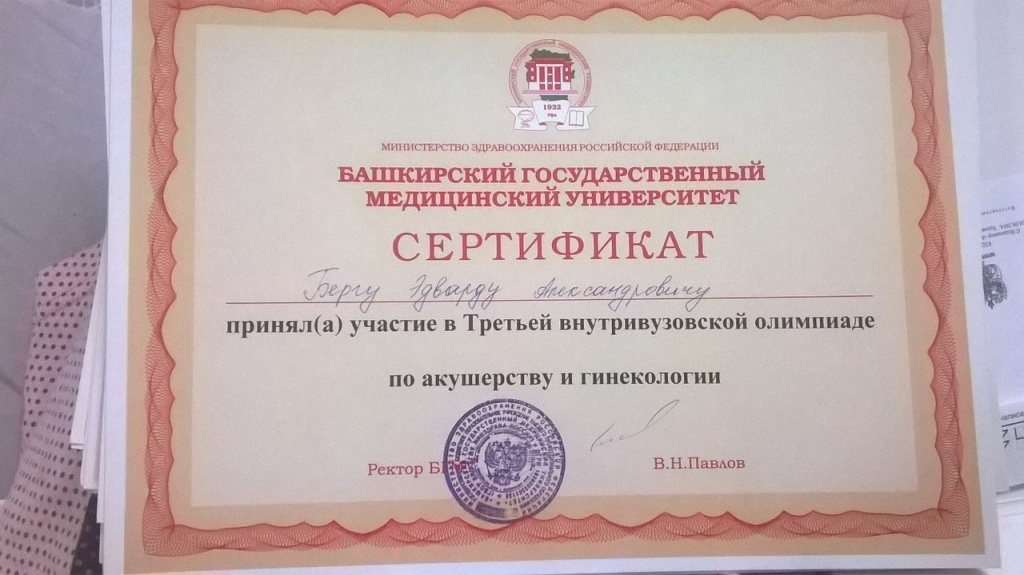 1932
Уфа
МИНИСТЕРСТВО ЗДРАВООХРАНЕНИЯ РОССИЙСКОЙ ФЕДЕРАЦИИ
БАШКИРСКИЙ ГОСУДАРСТВЕННЫЙ
МЕДИЦИНСКИЙ УНИВЕРСИТЕТ
СЕРТИФИКАТ
Бергу Эдварду Александровичу
принял(а) участие в Третьей внутривузовской олимпиаде
по акушерству и гинекологии
Ректор БГМУ
В.Н.Павлов